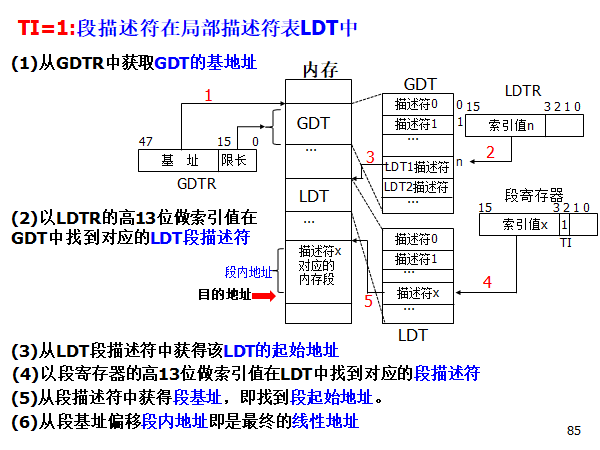 TI=1:段描述符在局部描述符表LDT中
(1)从GDTR中获取GDT的基地址
内存
GDT
LDTR
1
描述符0
0
15
3 2 1 0
GDT
描述符1
1
索引值n
47
15
0
...
...
3
2
基 址
限长
LDT1描述符
n
GDTR
LDT
LDT2描述符
段寄存器
...
...
15
3 2 1 0
(2)以LDTR的高13位做索引值在
GDT中找到对应的LDT段描述符
描述符0
索引值x
1
TI
描述符x
对应的
内存段
描述符1
段内地址
...
4
目的地址
描述符x
5
...
LDT
(3)从LDT段描述符中获得该LDT的起始地址
(4)以段寄存器的高13位做索引值在LDT中找到对应的段描述符
(5)从段描述符中获得段基址，即找到段起始地址。
(6)从段基址偏移段内地址即是最终的线性地址
85